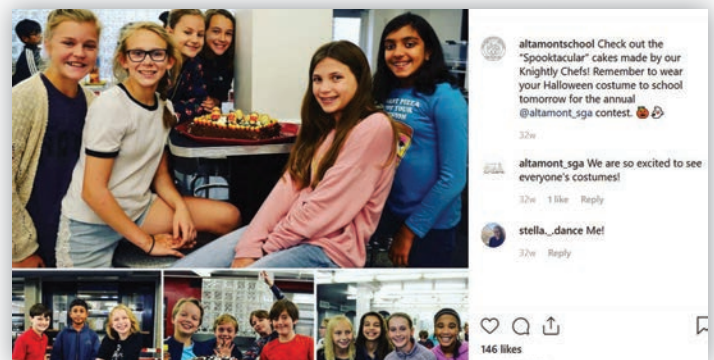 altamontschool Check out the
"Spooktacular" cakes made by our
Knightly Chefs! Remember to wear
your Halloween costume to school
tomorrow for the annual
@altamont_sga contest. 🎃👻
32w
altamont_sga We are so excited to see
everyone's costumes!
32w 1 like Reply
stella._.dance Me!
32w Reply
146 likes
PIZZA